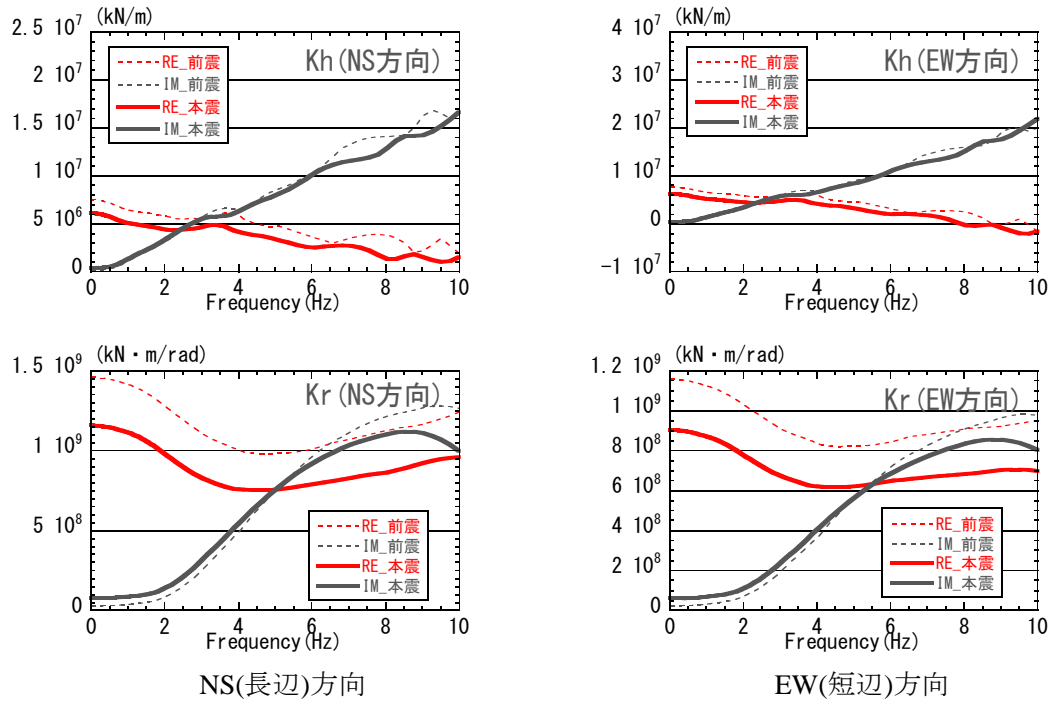 (kN/m)
2.5 10⁷
2 10⁷
1.5 10⁷
1 10⁷
5 10⁶
0
RE_前震
IM_前震
RE_本震
IM_本震
Kh(NS方向)
0 2 4 6 8 10
Frequency(Hz)
(kN/m)
4 10⁷
3 10⁷
2 10⁷
1 10⁷
0
-1 10⁷
RE_前震
IM_前震
RE_本震
IM_本震
Kh(EW方向)
0 2 4 6 8 10
Frequency(Hz)
(kN・m/rad)
1.5 10⁹
1 10⁹
5 10⁸
0
Kr(NS方向)
RE_前震
IM_前震
RE_本震
IM_本震
0 2 4 6 8 10
Frequency(Hz)
NS(長辺)方向
(kN・m/rad)
1.2 10⁹
1 10⁹
8 10⁸
6 10⁸
4 10⁸
2 10⁸
0
Kr(EW方向)
RE_前震
IM_前震
RE_本震
IM_本震
0 2 4 6 8 10
Frequency(Hz)
EW(短辺)方向